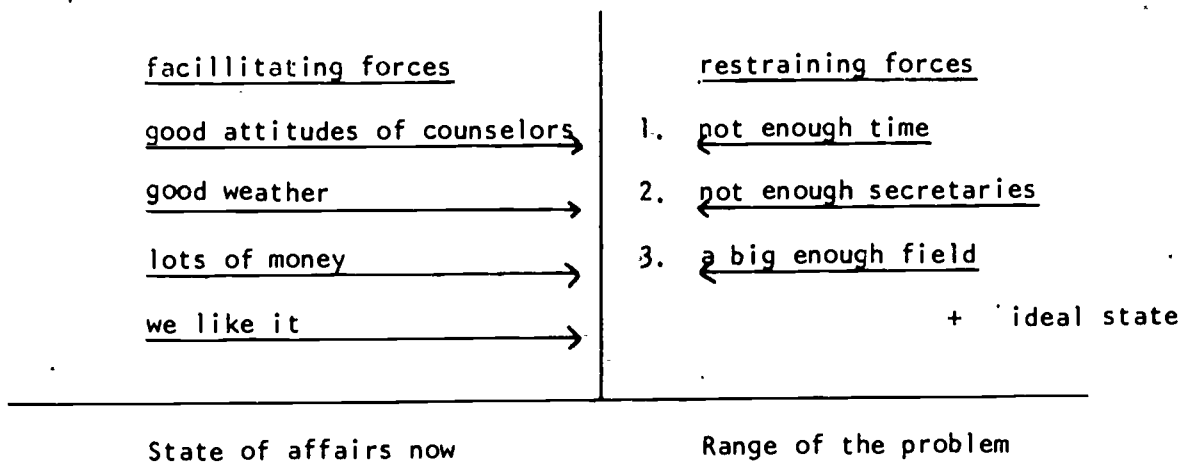 facillitating forces restraining forces
good attitudes of counselors 1. not enough time
good weather 2. not enough secretaries
lots of money 3. a big enough field
we like it + ideal state
State of affairs now Range of the problem